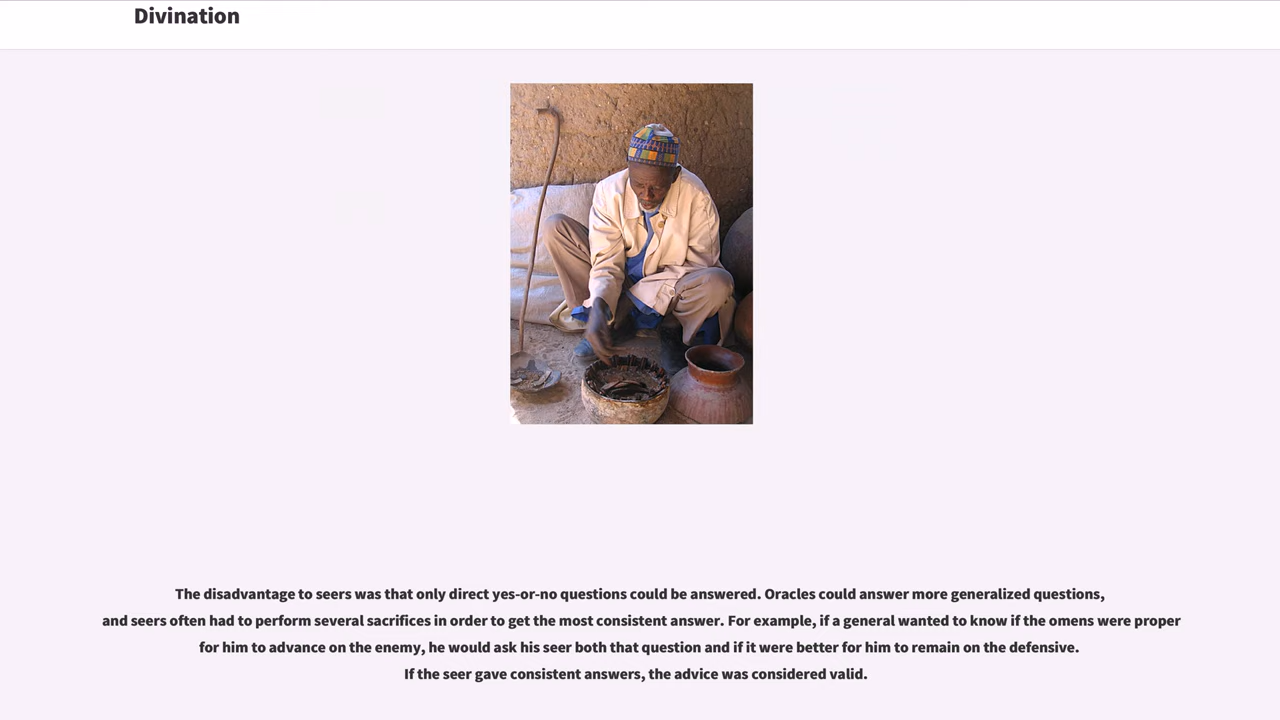 Divination
The disadvantage to seers was that only direct yes-or-no questions could be answered. Oracles could answer more generalized questions,
and seers often had to perform several sacrifices in order to get the most consistent answer. For example, if a general wanted to know if the omens were proper
for him to advance on the enemy, he would ask his seer both that question and if it were better for him to remain on the defensive.
If the seer gave consistent answers, the advice was considered valid.